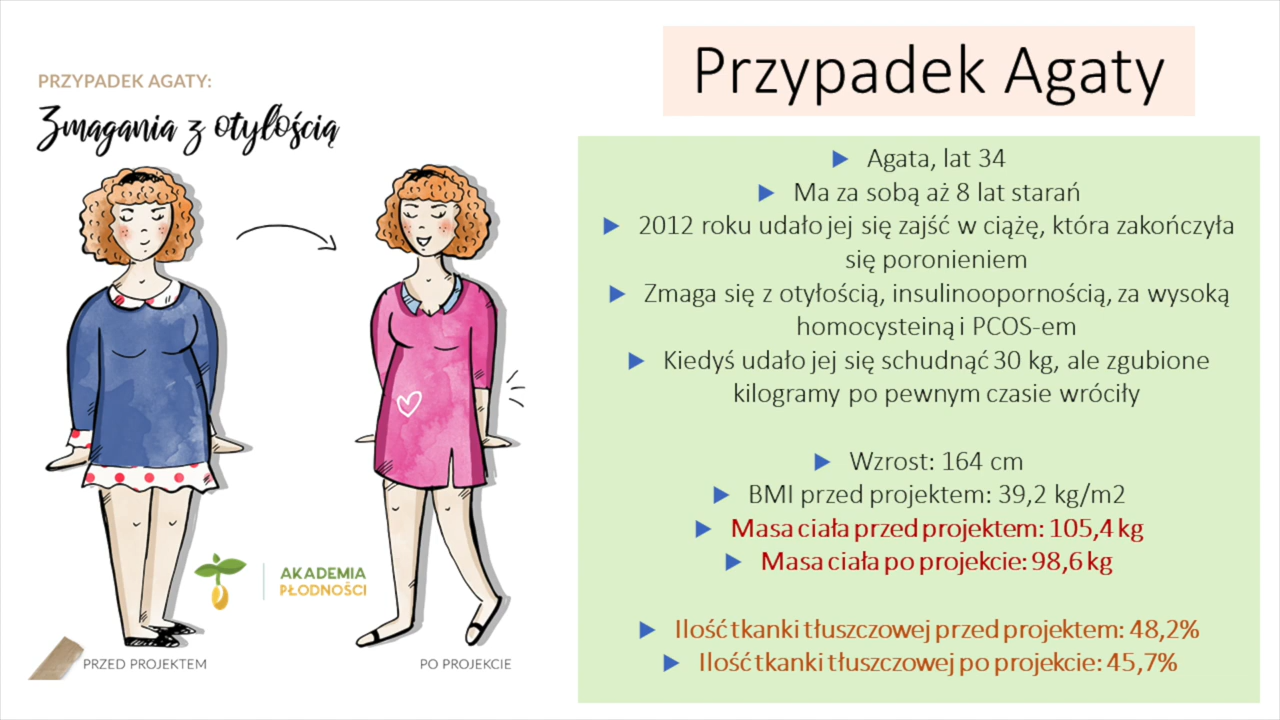 PRZYPADEK AGATY:
Zmagania z otyłością
AKADEMIA
PŁODNOŚCI
PRZED PROJEKTEM
PO PROJEKCIE
Przypadek Agaty
Agata, lat 34
Ma za sobą aż 8 lat starań
2012 roku udało jej się zajść w ciążę, która zakończyła
się poronieniem
Zmaga się z otyłością, insulinoopornością, za wysoką
homocysteiną i PCOS-em
Kiedyś udało jej się schudnąć 30 kg, ale zgubione
kilogramy po pewnym czasie wróciły
Wzrost: 164 cm
BMI przed projektem: 39,2 kg/m2
Masa ciała przed projektem: 105,4 kg
Masa ciała po projekcie: 98,6 kg
Ilość tkanki tłuszczowej przed projektem: 48,2%
Ilość tkanki tłuszczowej po projekcie: 45,7%